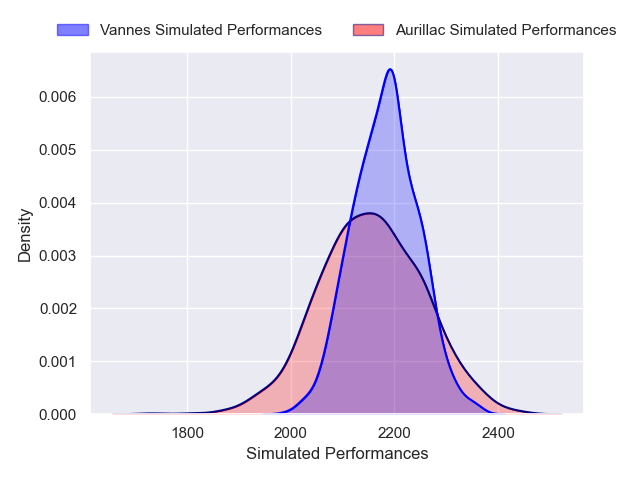 Vannes Simulated Performances
Aurillac Simulated Performances
0.006
0.005
0.004
0.003
0.002
0.001
0.000
Density
1800
2000
2200
2400
Simulated Performances